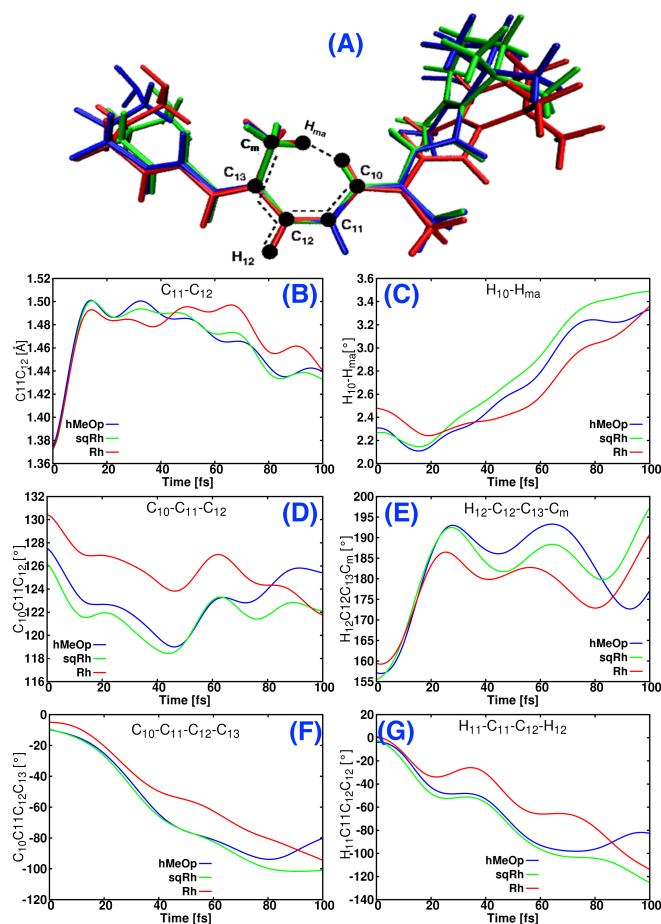 (A)
Hma
Cm
C13
C10
C12
C11
H12
C11-C12
(B)
C11C12 [Å]
1.52
1.50
1.48
1.46
1.44
1.42
1.40
1.38
1.36
hMeOp
sqRh
Rh
0 20 40 60 80 100
Time [fs]
H10-Hma
(C)
H10-Hma[°]
3.6
3.4
3.2
3.0
2.8
2.6
2.4
2.2
2.0
hMeOp
sqRh
Rh
0 20 40 60 80 100
Time [fs]
C10-C11-C12
(D)
C10C11C12 [°]
132
130
128
126
124
122
120
118
116
hMeOp
sqRh
Rh
0 20 40 60 80 100
Time [fs]
H12-C12-C13-Cm
(E)
H12C12C13Cm [°]
200
195
190
185
180
175
170
165
160
155
hMeOp
sqRh
Rh
0 20 40 60 80 100
Time [fs]
C10-C11-C12-C13
(F)
C10C11C12C13 [°]
0
-20
-40
-60
-80
-100
-120
hMeOp
sqRh
Rh
0 20 40 60 80 100
Time [fs]
H11-C11-C12-H12
(G)
H11C11C12C12 [°]
20
0
-20
-40
-60
-80
-100
-120
-140
hMeOp
sqRh
Rh
0 20 40 60 80 100
Time [fs]